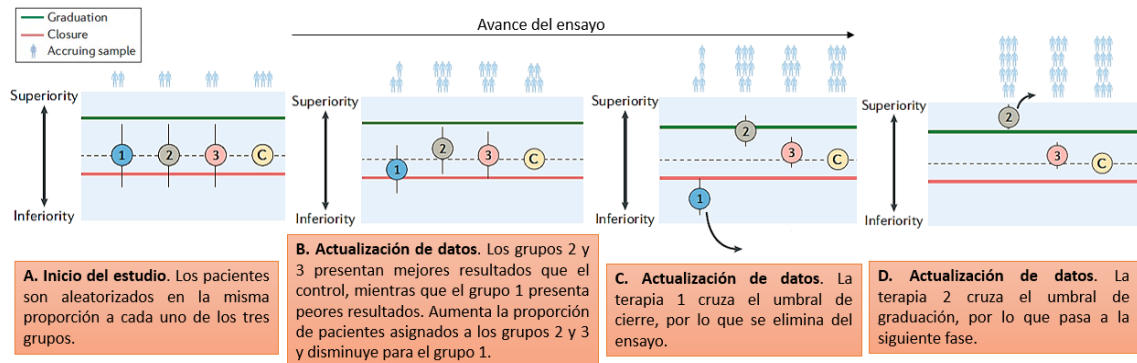 Graduation
Closure
Accruing sample
Avance del ensayo
Superiority
Inferiority
1
2
3
C
Superiority
Inferiority
1
2
3
C
Superiority
Inferiority
1
2
3
C
Superiority
Inferiority
2
3
C
A. Inicio del estudio. Los pacientes
son aleatorizados en la misma
proporción a cada uno de los tres
grupos.
B. Actualización de datos. Los grupos 2 y
3 presentan mejores resultados que el
control, mientras que el grupo 1 presenta
peores resultados. Aumenta la proporción
de pacientes asignados a los grupos 2 y 3
y disminuye para el grupo 1.
C. Actualización de datos. La
terapia 1 cruza el umbral de
cierre, por lo que se elimina del
ensayo.
D. Actualización de datos. La
terapia 2 cruza el umbral de
graduación, por lo que pasa a la
siguiente fase.